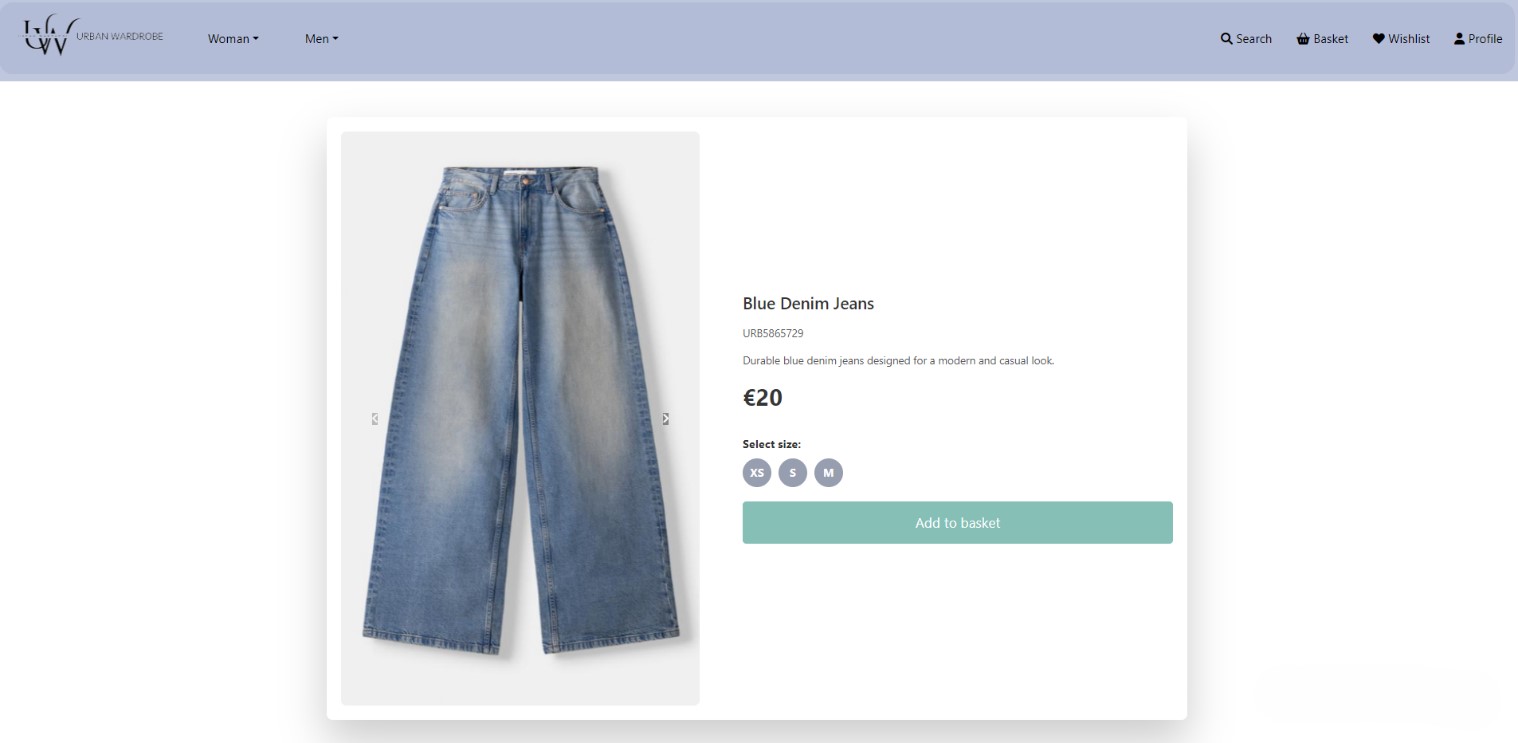 UW URBAN WARDROBE
Woman Men Search Basket Wishlist Profile
Blue Denim Jeans
URB5865729
Durable blue denim jeans designed for a modern and casual look.
€20
Select size:
XS S M
Add to basket